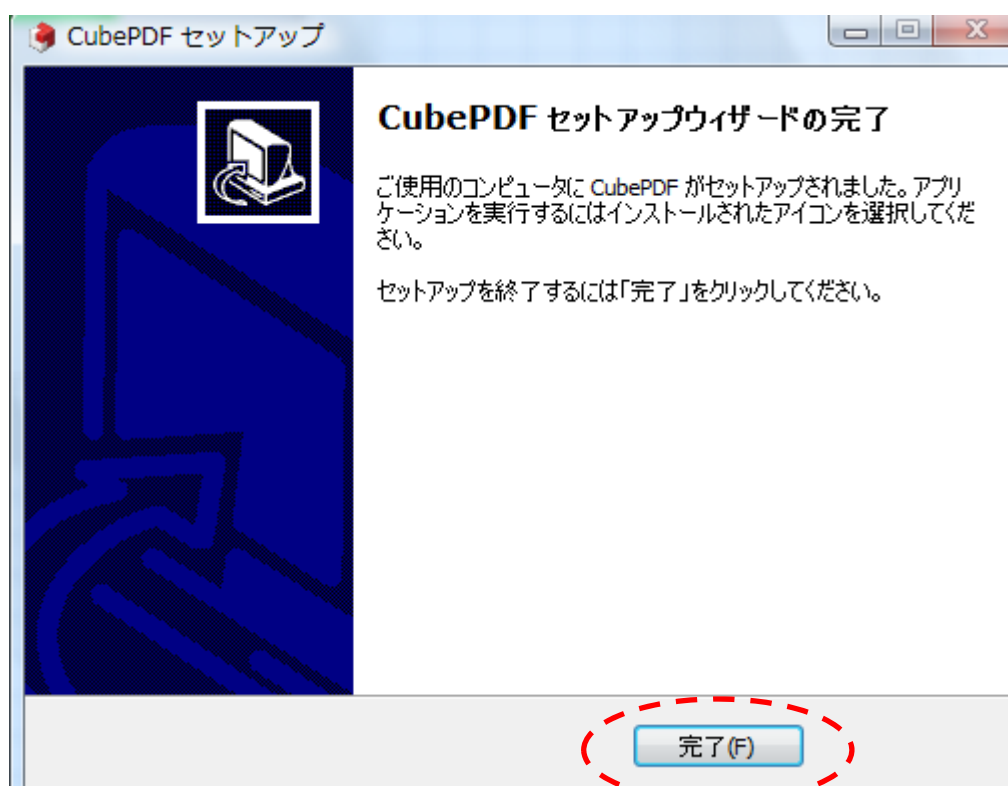 CubePDF セットアップ
CubePDF セットアップウィザードの完了
ご使用のコンピュータに CubePDF がセットアップされました。アプリ
ケーションを実行するにはインストールされたアイコンを選択してくだ
さい。
セットアップを終了するには「完了」をクリックしてください。
完了(F)